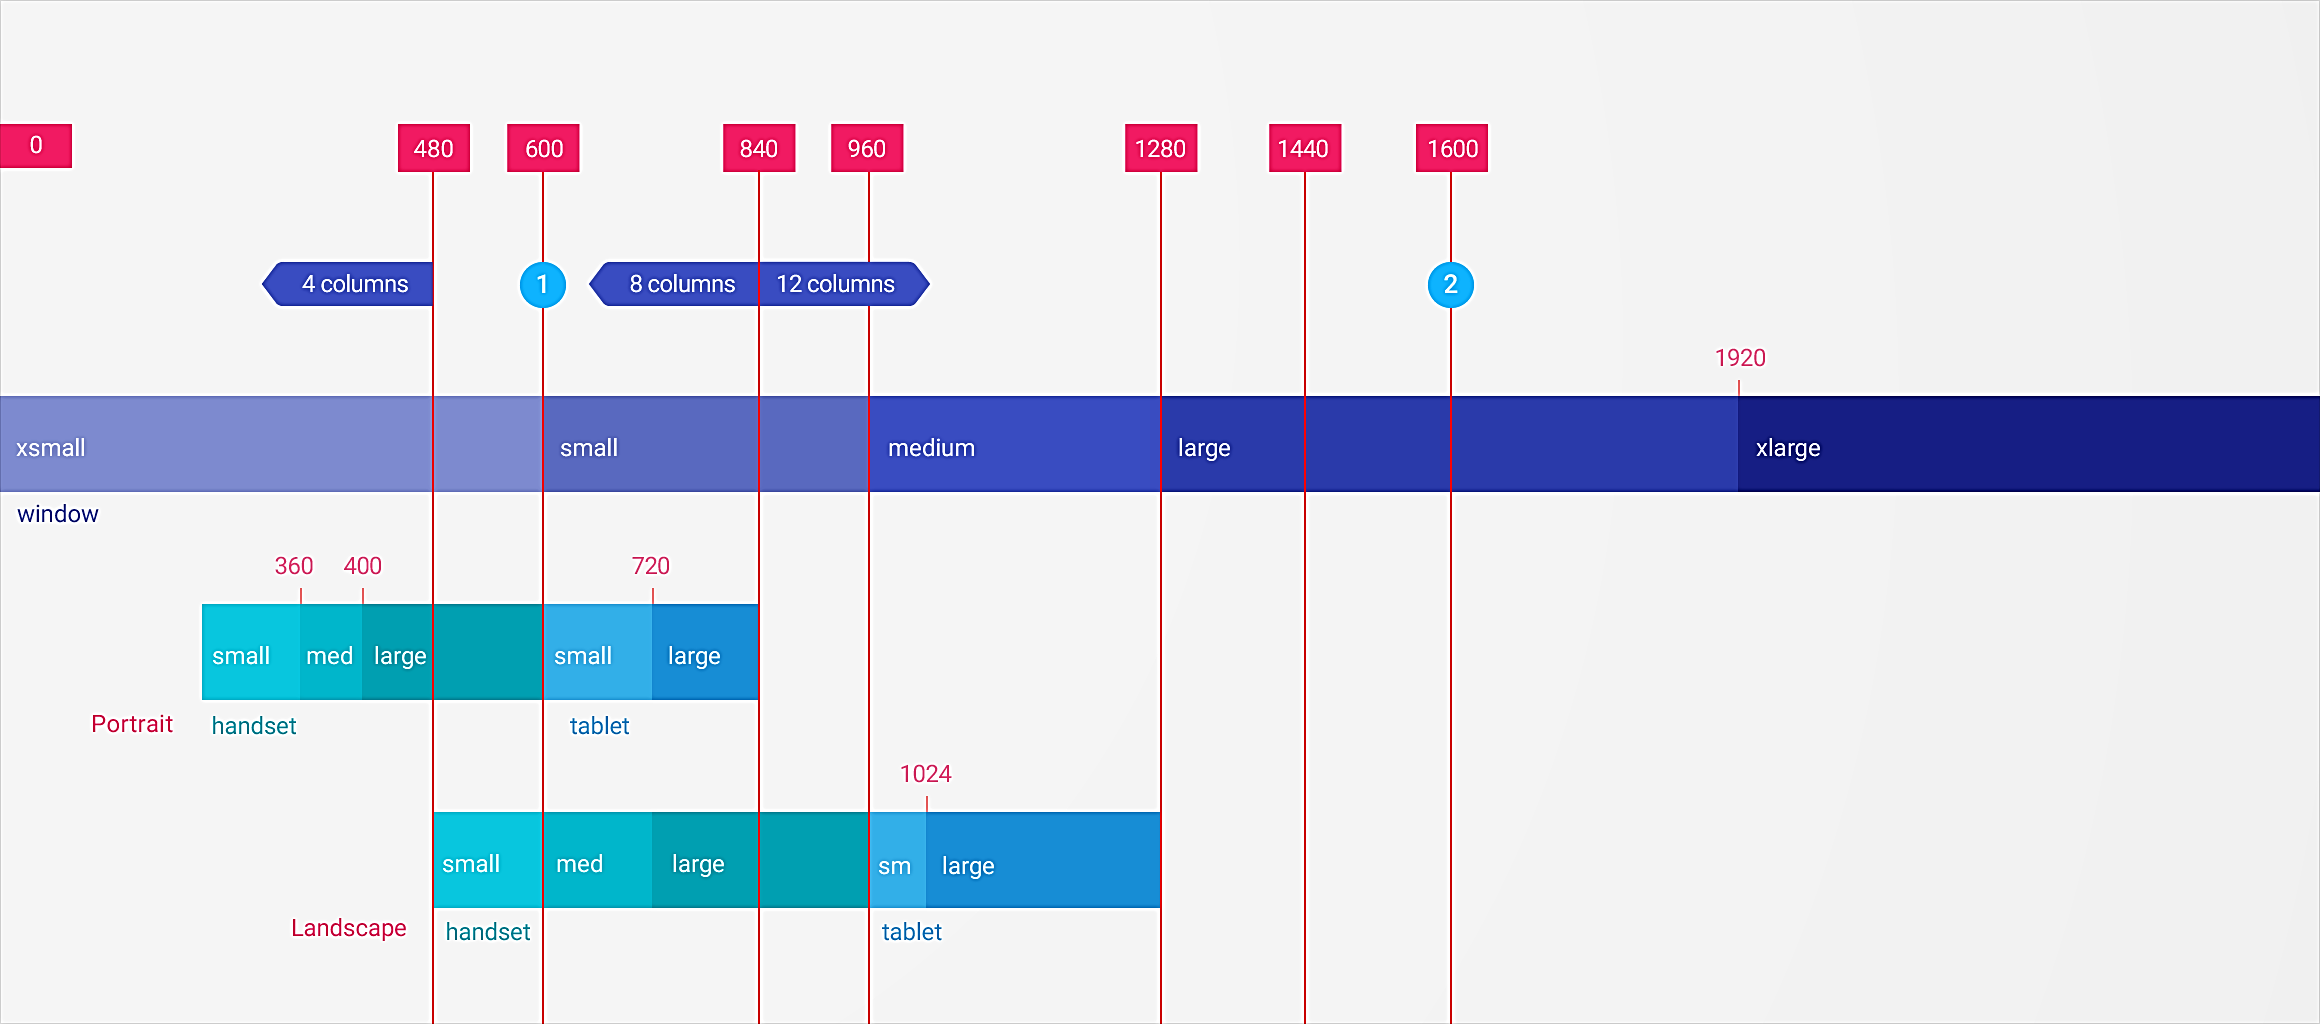 0 480 600 840 960 1280 1440 1600
4 columns 1 8 columns 12 columns 2
1920
xsmall small medium large xlarge
window
360 400 720
small med large small large
Portrait handset tablet
1024
small med large sm large
Landscape handset tablet